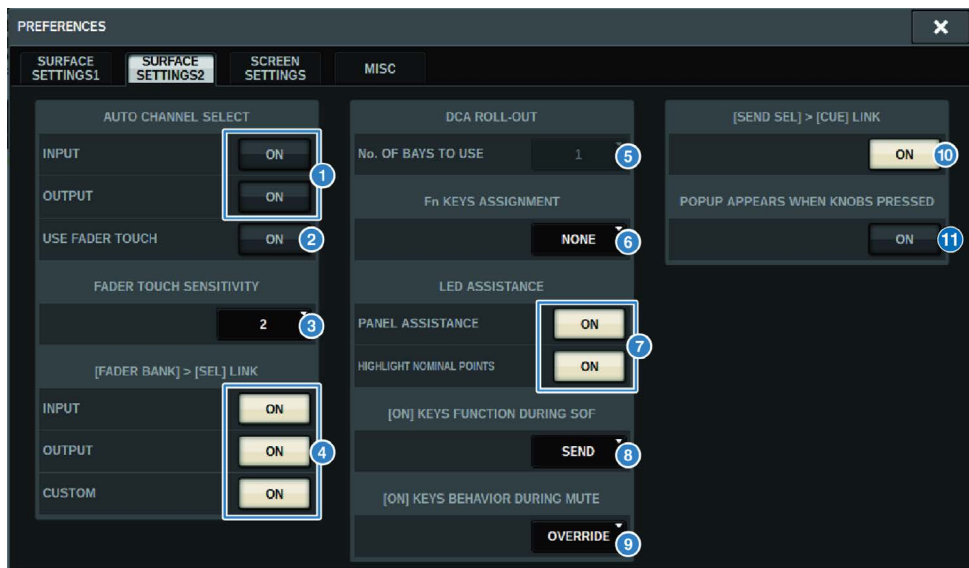 PREFERENCES
SURFACE SETTINGS1
SURFACE SETTINGS2
SCREEN SETTINGS
MISC
AUTO CHANNEL SELECT
INPUT ON
1
OUTPUT ON
USE FADER TOUCH ON 2
FADER TOUCH SENSITIVITY
2 3
[FADER BANK] > [SEL] LINK
INPUT ON
OUTPUT ON 4
CUSTOM ON
DCA ROLL-OUT
No. OF BAYS TO USE 1 5
Fn KEYS ASSIGNMENT
NONE 6
LED ASSISTANCE
PANEL ASSISTANCE ON
7
HIGHLIGHT NOMINAL POINTS ON
[ON] KEYS FUNCTION DURING SOF
SEND 8
[ON] KEYS BEHAVIOR DURING MUTE
OVERRIDE 9
[SEND SEL] > [CUE] LINK
ON 10
POPUP APPEARS WHEN KNOBS PRESSED
ON 11